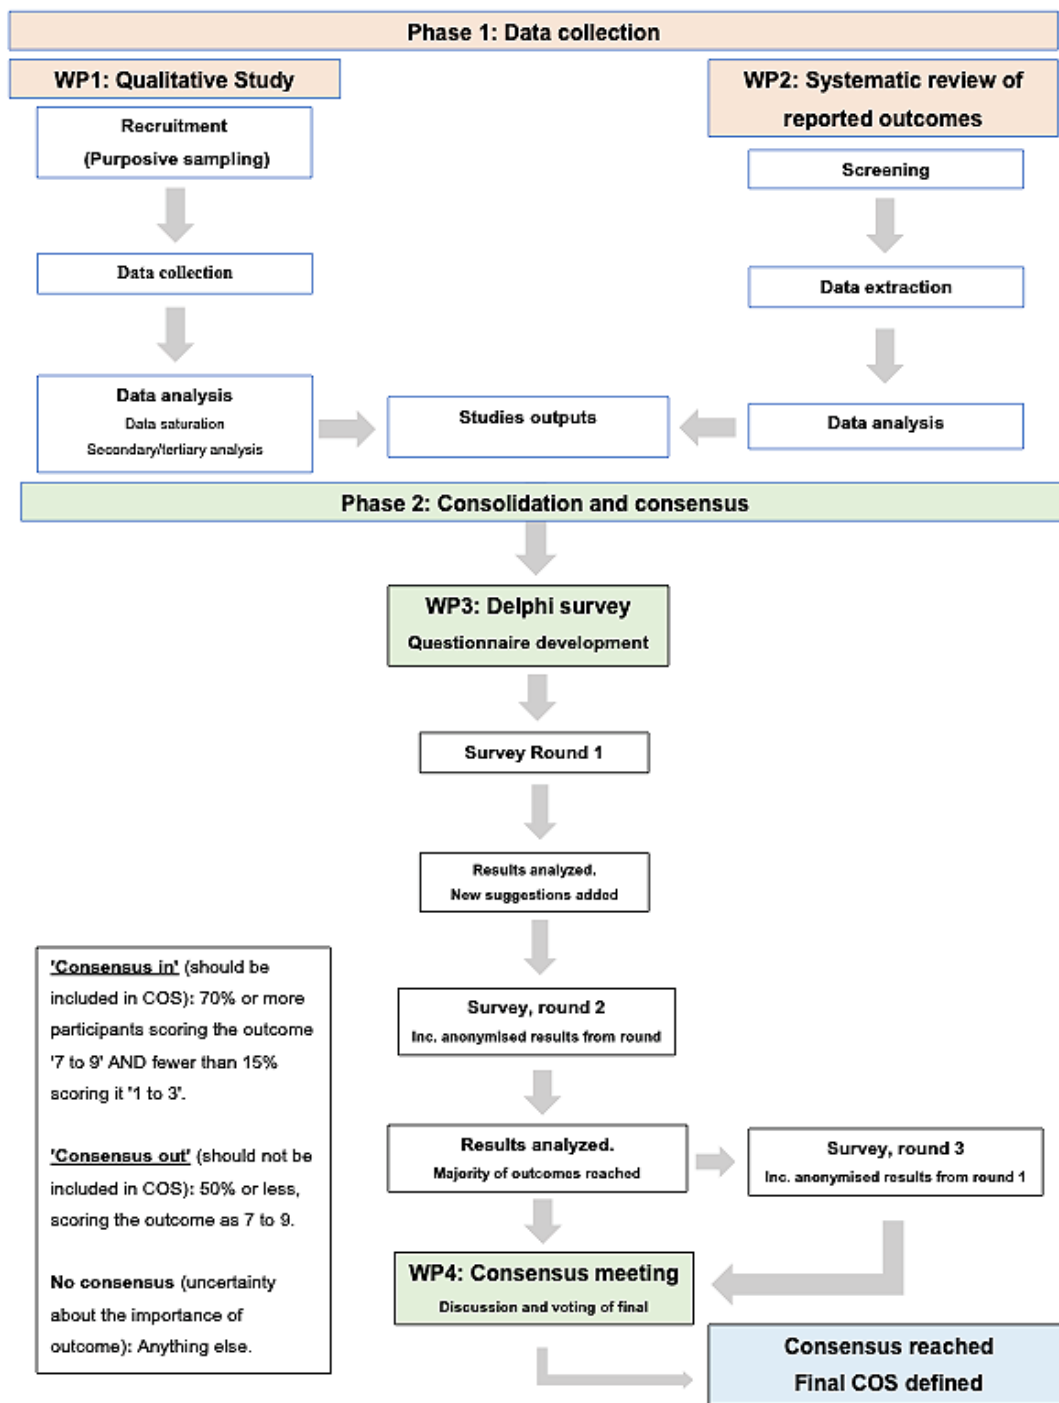 Phase 1: Data collection
WP1: Qualitative Study
Recruitment
(Purposive sampling)
Data collection
Data analysis
Data saturation
Secondary/tertiary analysis
WP2: Systematic review of
reported outcomes
Screening
Data extraction
Data analysis
Studies outputs
Phase 2: Consolidation and consensus
WP3: Delphi survey
Questionnaire development
Survey Round 1
Results analyzed.
New suggestions added
Survey, round 2
Inc. anonymised results from round
Results analyzed.
Majority of outcomes reached
Survey, round 3
Inc. anonymised results from round 1
WP4: Consensus meeting
Discussion and voting of final
Consensus reached
Final COS defined
'Consensus in' (should be
included in COS): 70% or more
participants scoring the outcome
'7 to 9' AND fewer than 15%
scoring it '1 to 3'.
'Consensus out' (should not be
included in COS): 50% or less,
scoring the outcome as 7 to 9.
No consensus (uncertainty
about the importance of
outcome): Anything else.